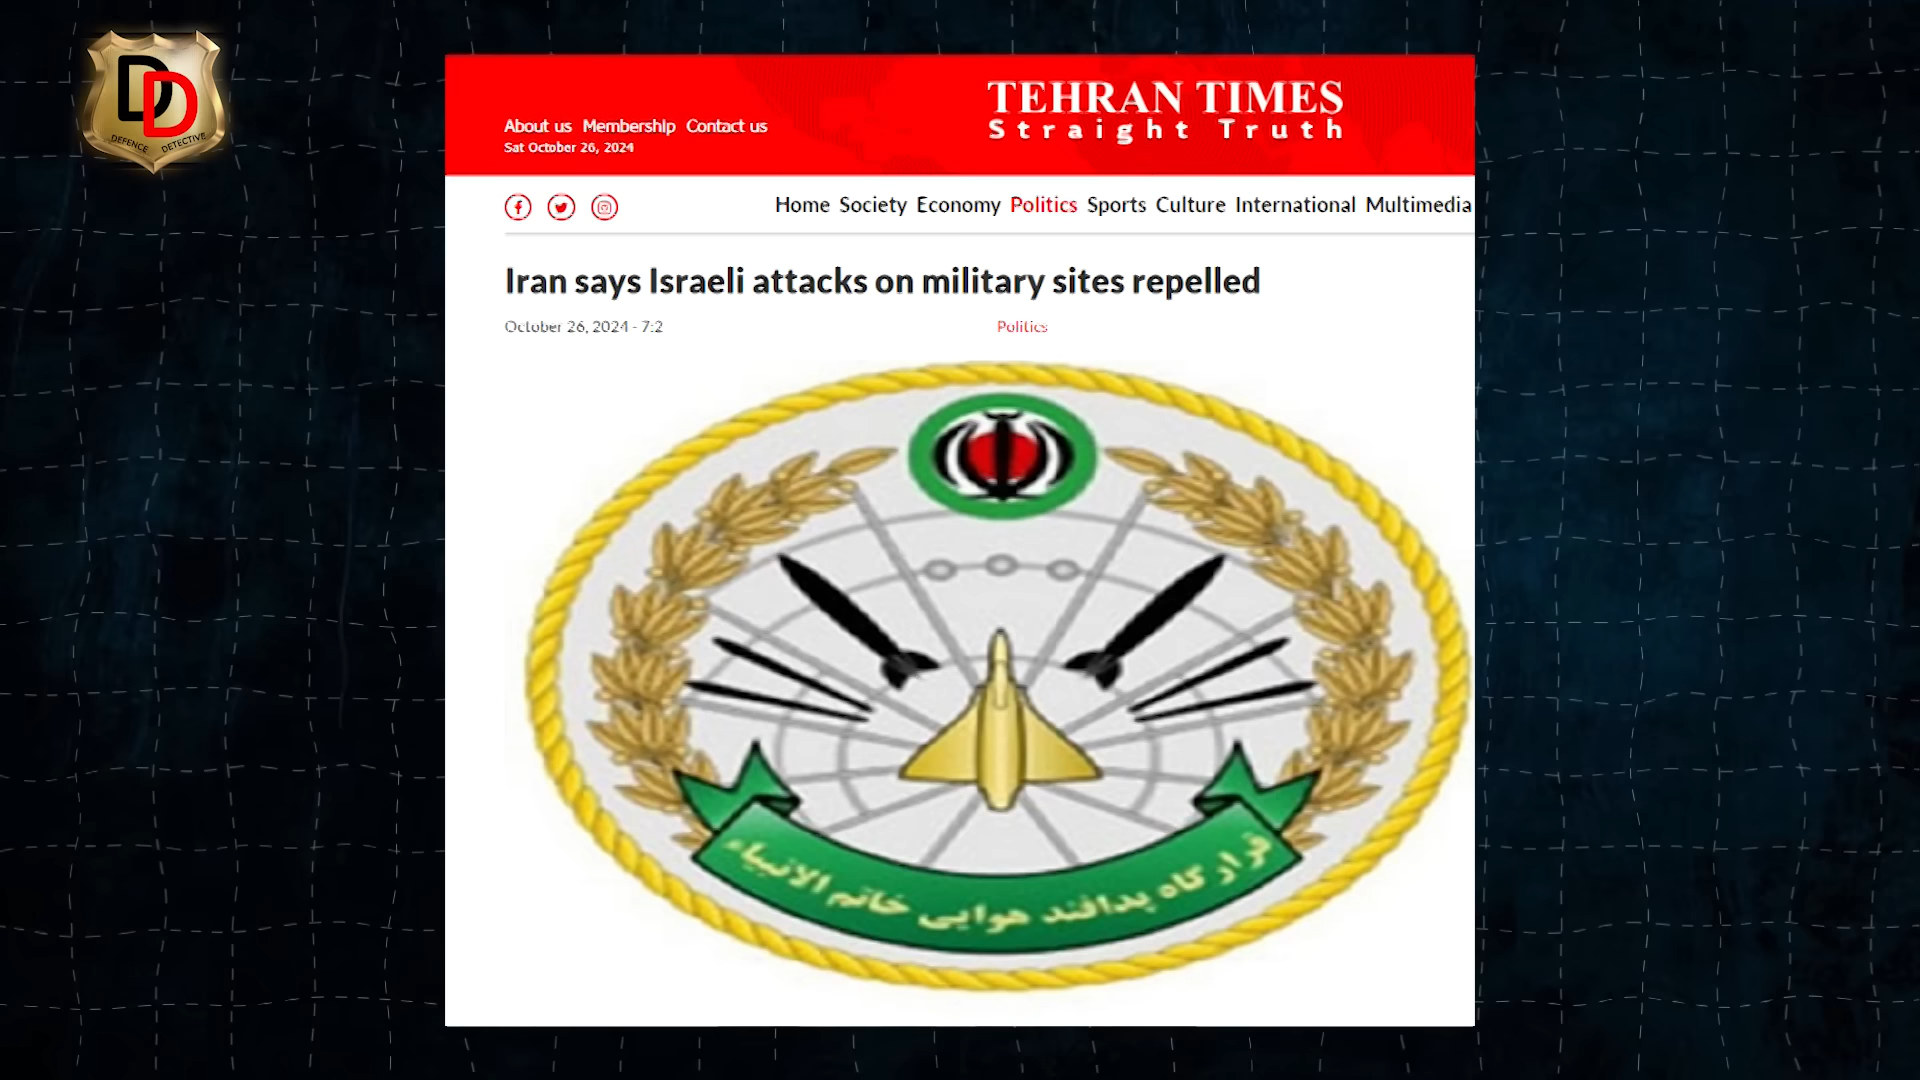 DD
DEFENCE DETECTIVE
TEHRAN TIMES
Straight Truth
About us Membership Contact us
Sat October 26, 2024
Home Society Economy Politics Sports Culture International Multimedia
Iran says Israeli attacks on military sites repelled
October 26, 2024 - 7:2
Politics
قرارگاه پدافند هوایی خاتم الانبیاء